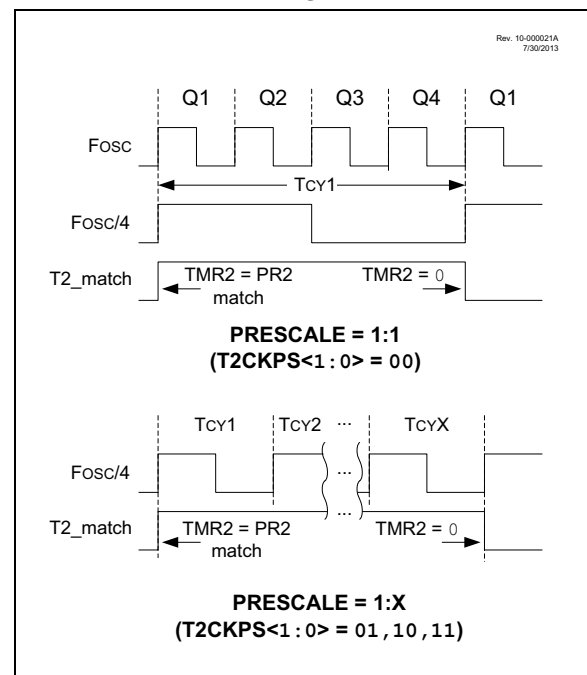 Rev. 10-000021A
7/30/2013
Q1 Q2 Q3 Q4 Q1
FOSC
TCY1
FOSC/4
T2_match
TMR2 = PR2
match
TMR2 = 0
PRESCALE = 1:1
(T2CKPS<1:0> = 00)
TCY1 TCY2 ... TCYX
FOSC/4
...
T2_match
...
TMR2 = PR2
match
TMR2 = 0
PRESCALE = 1:X
(T2CKPS<1:0> = 01,10,11)